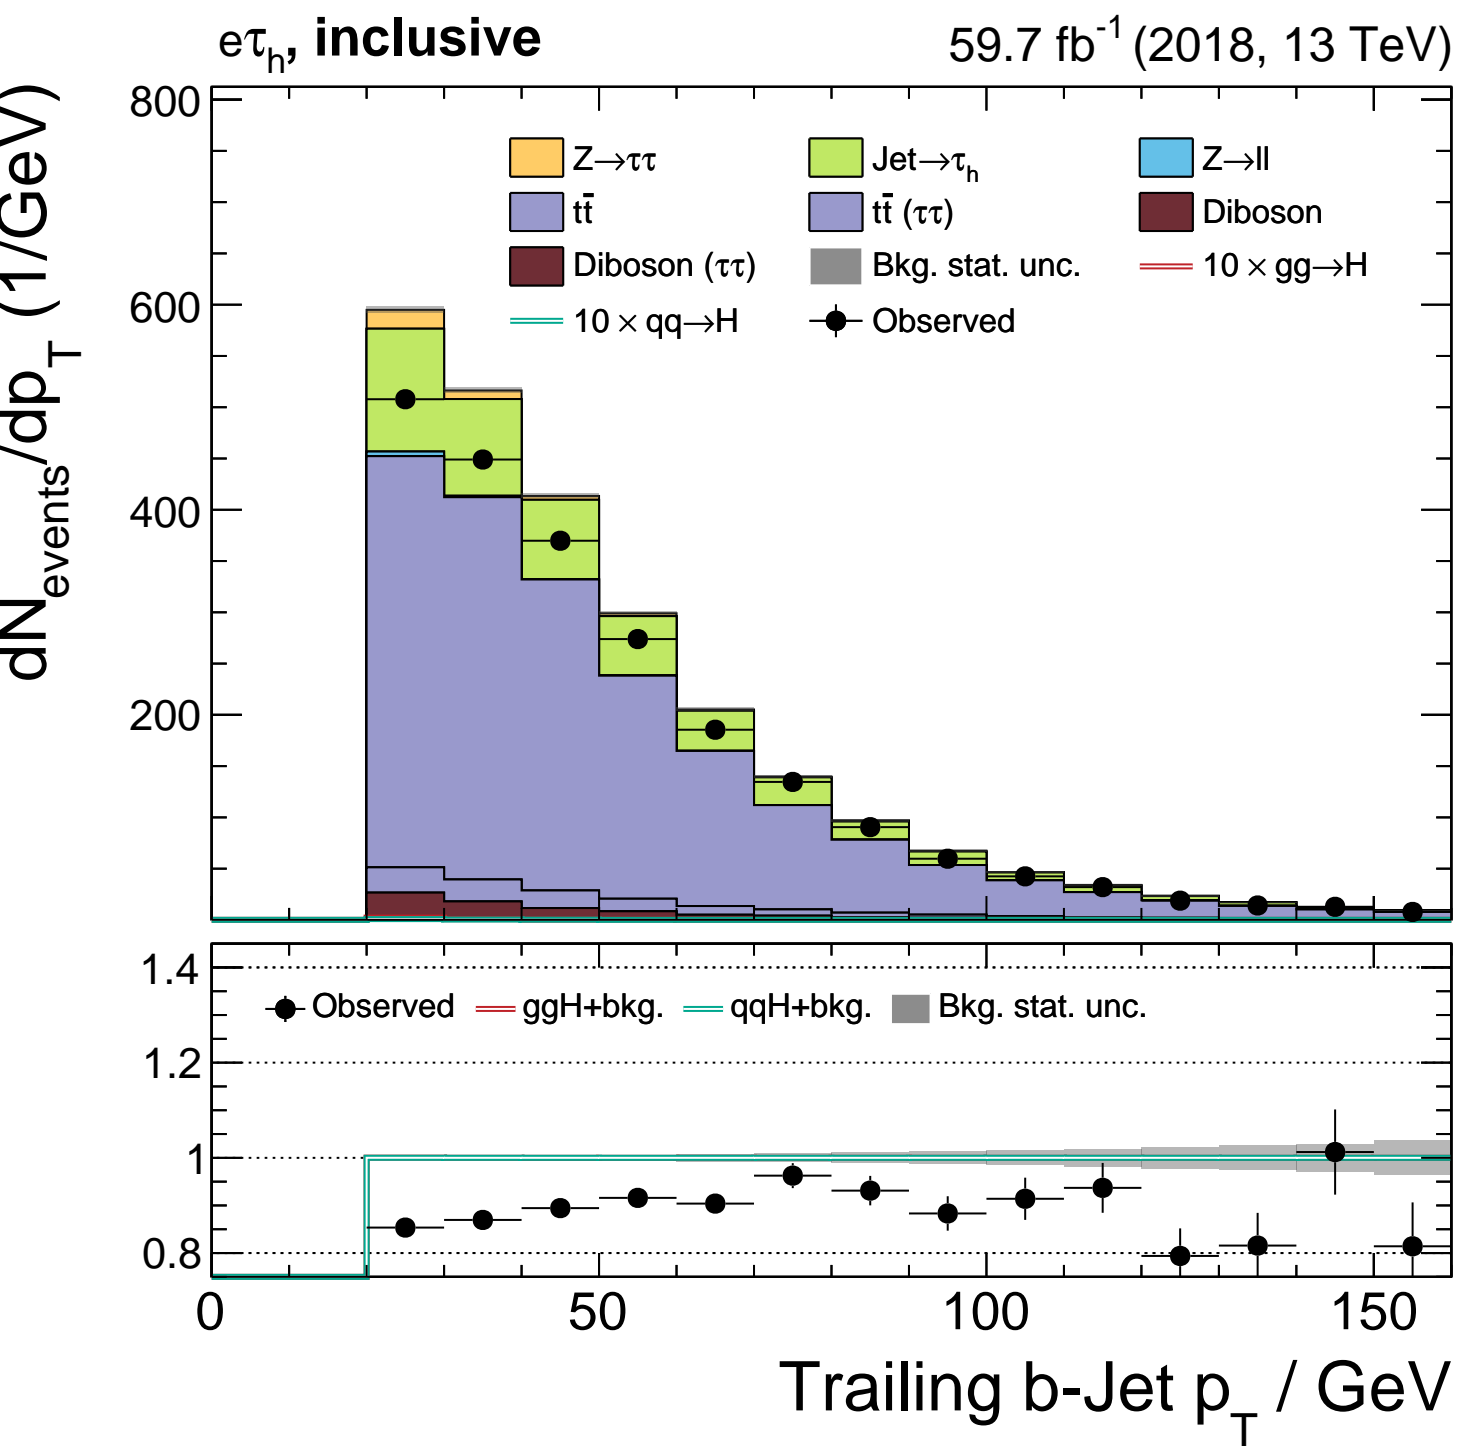 eτh, inclusive 59.7 fb-1 (2018, 13 TeV)
dNevents/dpT (1/GeV)
800
600
400
200
Z→ττ Jet→τh Z→ll
tt̄ tt̄ (ττ) Diboson
Diboson (ττ) Bkg. stat. unc. 10 × gg→H
10 × qq→H Observed
1.4
1.2
1
0.8
Observed ggH+bkg. qqH+bkg. Bkg. stat. unc.
0 50 100 150
Trailing b-Jet pT / GeV